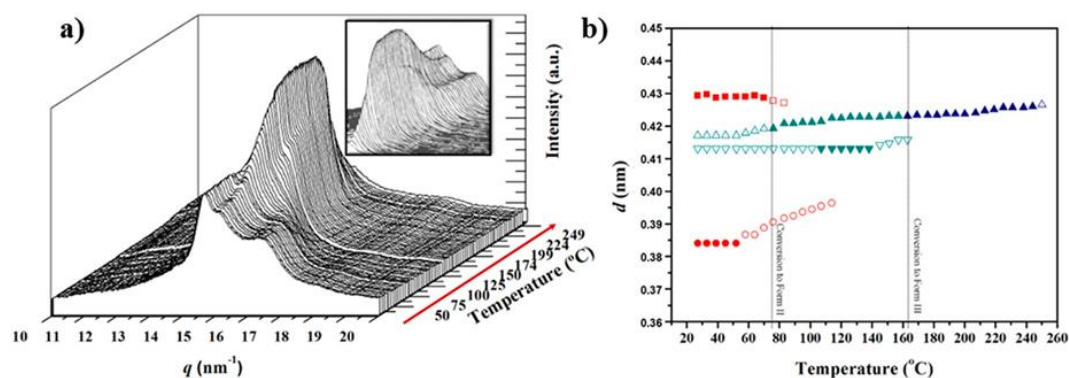 a)
Intensity (a.u.)
50 75 100 125 150 174 199 224 249
Temperature (°C)
10 11 12 13 14 15 16 17 18 19 20
q (nm⁻¹)
b)
0.45
0.44
0.43
0.42
0.41
0.40
0.39
0.38
0.37
0.36
d (nm)
Conversion to Form II
Conversion to Form III
20 40 60 80 100 120 140 160 180 200 220 240 260
Temperature (°C)